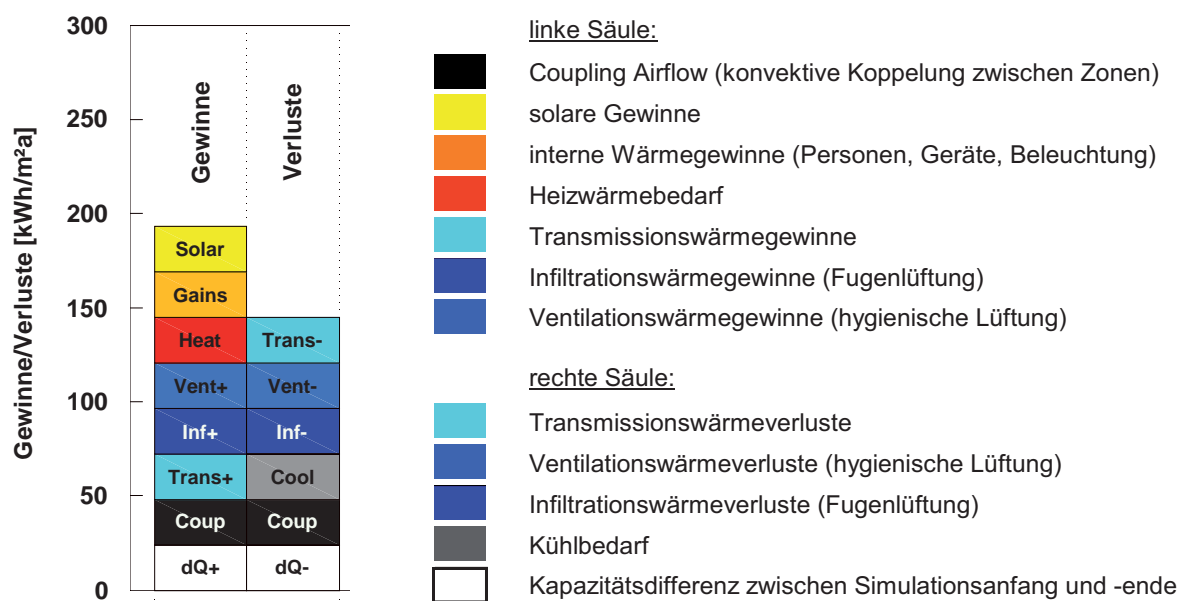 Gewinne/Verluste [kWh/m²a]
300
250
200
150
100
50
0
Gewinne
Verluste
Solar
Gains
Heat
Trans-
Vent+
Vent-
Inf+
Inf-
Trans+
Cool
Coup
Coup
dQ+
dQ-
linke Säule:
Coupling Airflow (konvektive Koppelung zwischen Zonen)
solare Gewinne
interne Wärmegewinne (Personen, Geräte, Beleuchtung)
Heizwärmebedarf
Transmissionswärmegewinne
Infiltrationswärmegewinne (Fugenlüftung)
Ventilationswärmegewinne (hygienische Lüftung)
rechte Säule:
Transmissionswärmeverluste
Ventilationswärmeverluste (hygienische Lüftung)
Infiltrationswärmeverluste (Fugenlüftung)
Kühlbedarf
Kapazitätsdifferenz zwischen Simulationsanfang und -ende